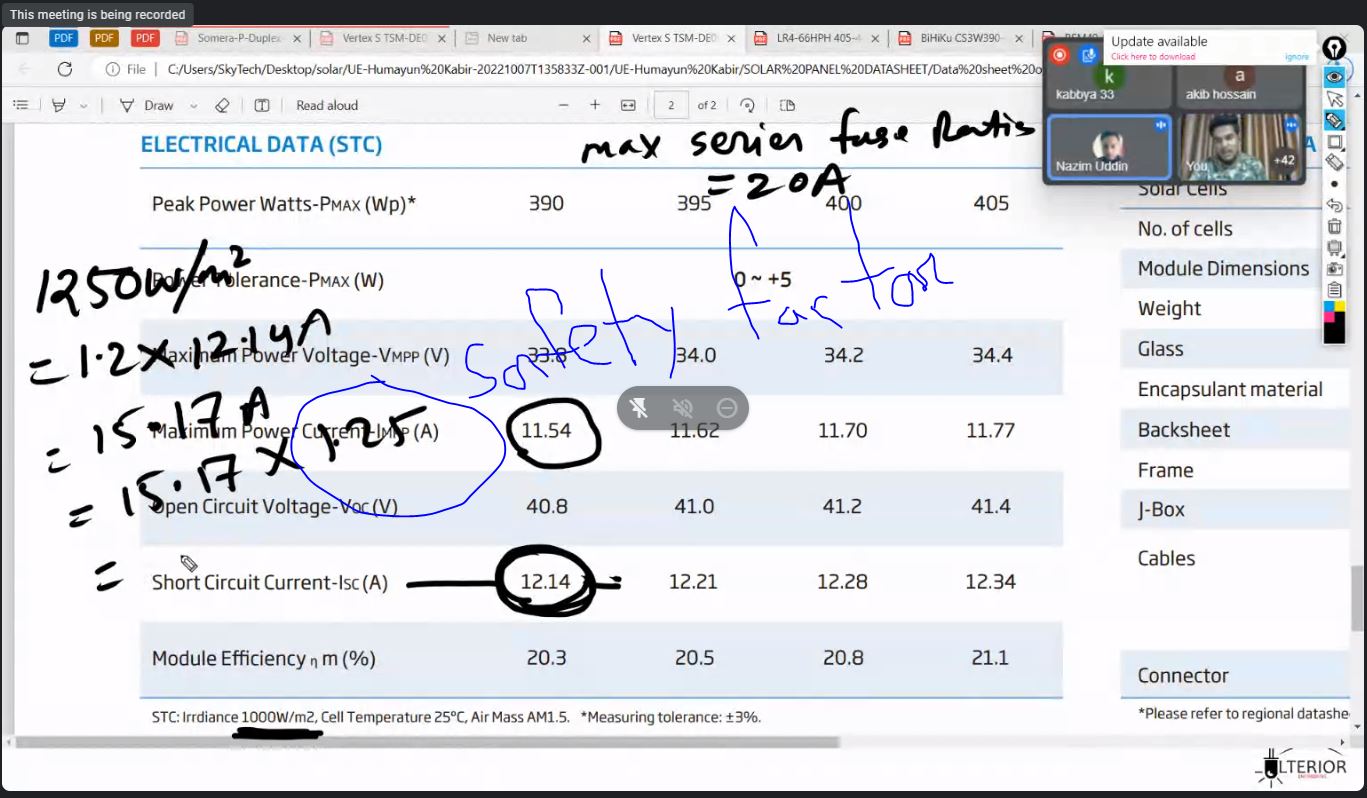 This meeting is being recorded
PDF PDF PDF Somera-P-Duplex- Vertex S TSM-DE0 New tab Vertex S TSM-DE0 LR4-66HPH 405-4 BiHiKu CS3W390-
Update available
Click here to download
ignore
File C:/Users/SkyTech/Desktop/solar/UE-Humayun%20Kabir-20221007T135833Z-001/UE-Humayun%20Kabir/SOLAR%20PANEL%20DATASHEET/Data%20sheet%20o
k
a
kabbya 33
akib hossain
Draw Read aloud 2 of 2
Nazim Uddin
You
+42
ELECTRICAL DATA (STC)
max series fuse Ratis
= 20A
Peak Power Watts-PMAX (Wp)* 390 395 400 405
1250W/m²
Power Tolerance-PMAX (W) 0 ~ +5
= 1.2 x 12.14A
Maximum Power Voltage-VMPP (V) 33.8 34.0 34.2 34.4
Safety factor
= 15.17A
Maximum Power Current-IMPP (A) 11.54 11.62 11.70 11.77
= 15.17 x 1.25
Open Circuit Voltage-VOC (V) 40.8 41.0 41.2 41.4
=
Short Circuit Current-ISC (A) 12.14 12.21 12.28 12.34
Module Efficiency η m (%) 20.3 20.5 20.8 21.1
STC: Irrdiance 1000W/m2, Cell Temperature 25°C, Air Mass AM1.5. *Measuring tolerance: ±3%.
Solar Cells
No. of cells
Module Dimensions
Weight
Glass
Encapsulant material
Backsheet
Frame
J-Box
Cables
Connector
*Please refer to regional datashe
ULTERIOR